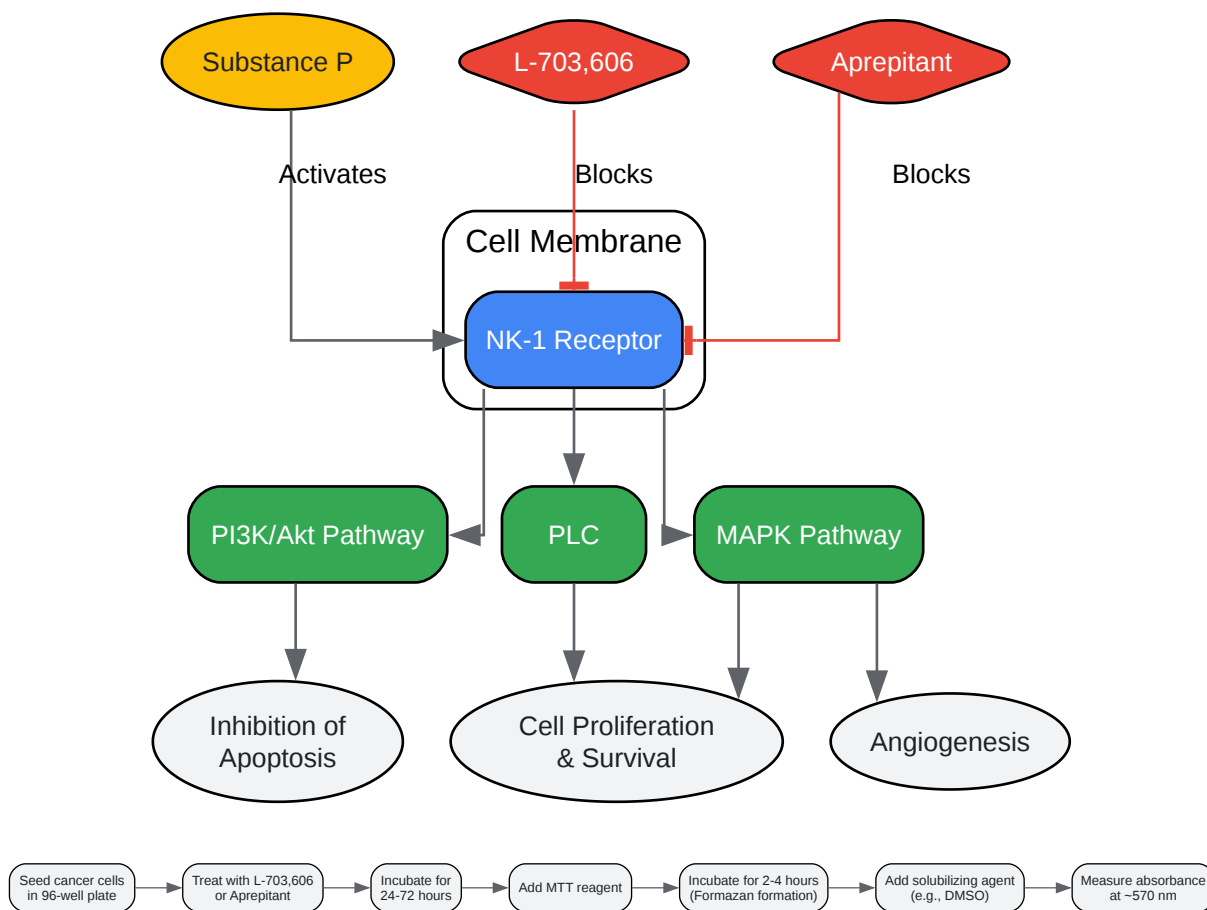 Substance P
L-703,606
Aprepitant
Activates
Blocks
Blocks
Cell Membrane
NK-1 Receptor
PI3K/Akt Pathway
PLC
MAPK Pathway
Inhibition of
Apoptosis
Cell Proliferation
& Survival
Angiogenesis
Seed cancer cells
in 96-well plate
Treat with L-703,606
or Aprepitant
Incubate for
24-72 hours
Add MTT reagent
Incubate for 2-4 hours
(Formazan formation)
Add solubilizing agent
(e.g., DMSO)
Measure absorbance
at ~570 nm